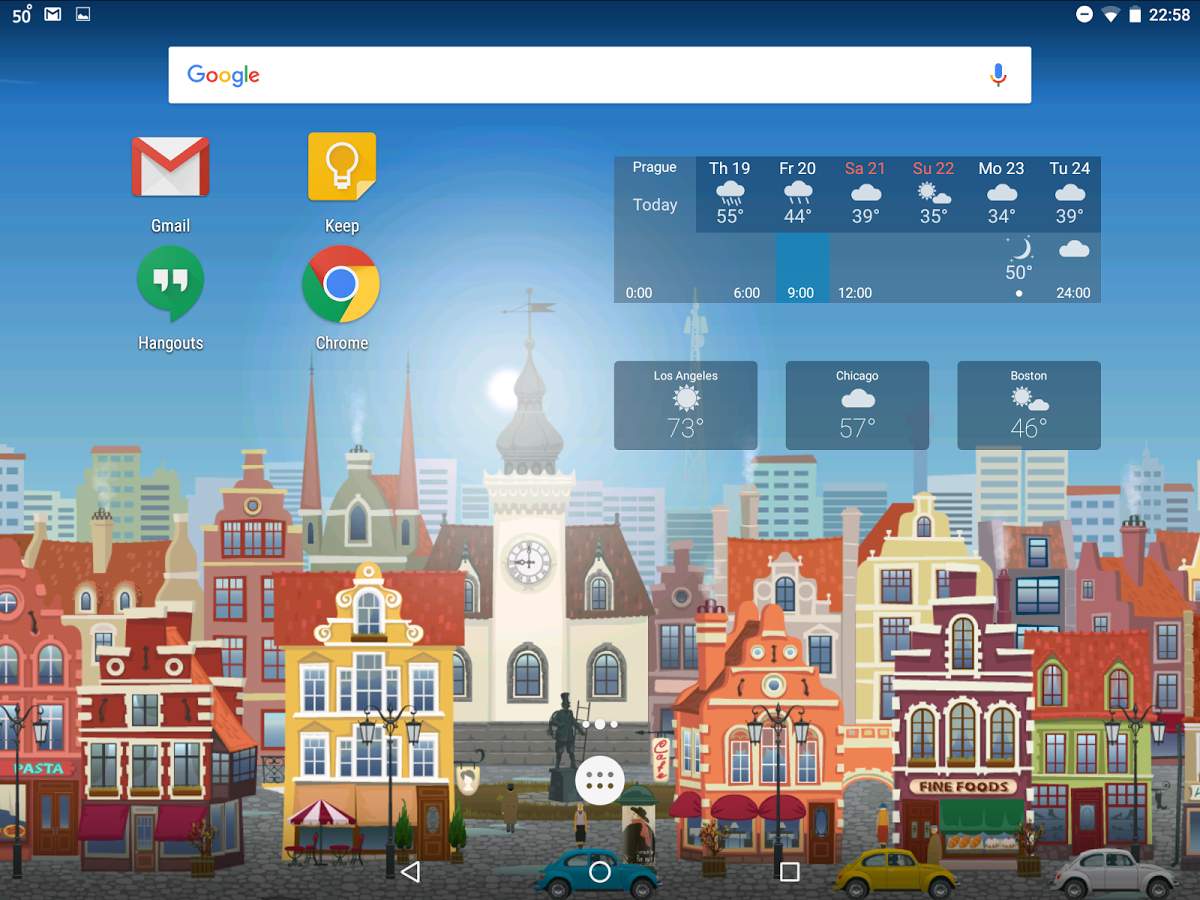 50° 22:58
Google
Gmail Keep
Hangouts Chrome
Prague Th 19 Fr 20 Sa 21 Su 22 Mo 23 Tu 24
Today 55° 44° 39° 35° 34° 39°
50°
0:00 6:00 9:00 12:00 24:00
Los Angeles Chicago Boston
73° 57° 46°
Café
PASTA
FINE FOODS